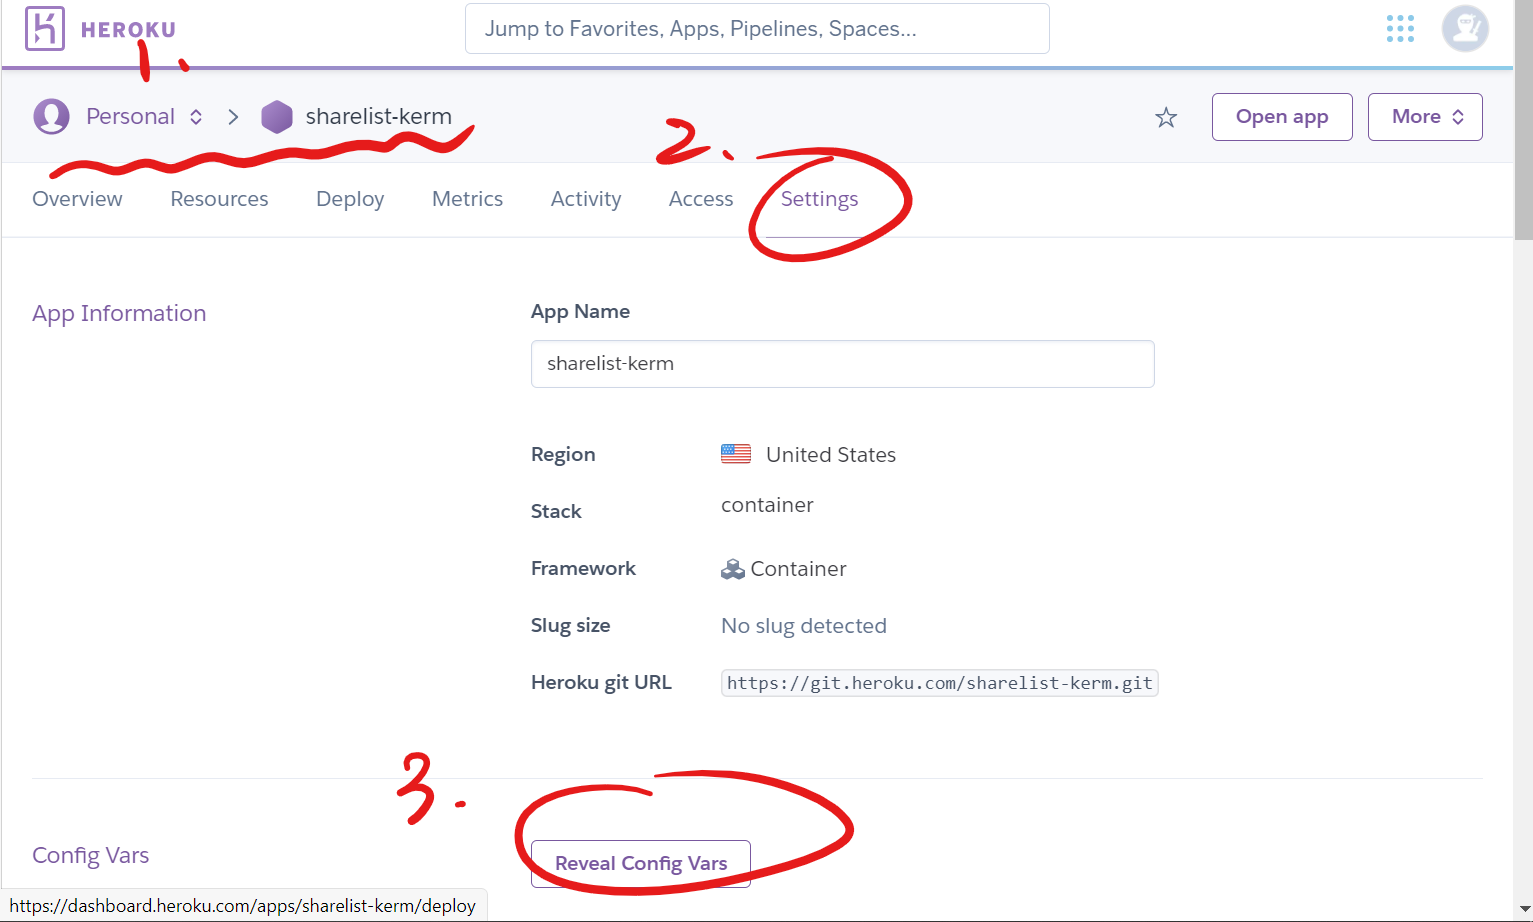 HEROKU
Jump to Favorites, Apps, Pipelines, Spaces...
1.
Personal
sharelist-kerm
Open app
More
2.
Overview
Resources
Deploy
Metrics
Activity
Access
Settings
App Information
App Name
sharelist-kerm
Region
United States
Stack
container
Framework
Container
Slug size
No slug detected
Heroku git URL
https://git.heroku.com/sharelist-kerm.git
3.
Config Vars
Reveal Config Vars
https://dashboard.heroku.com/apps/sharelist-kerm/deploy